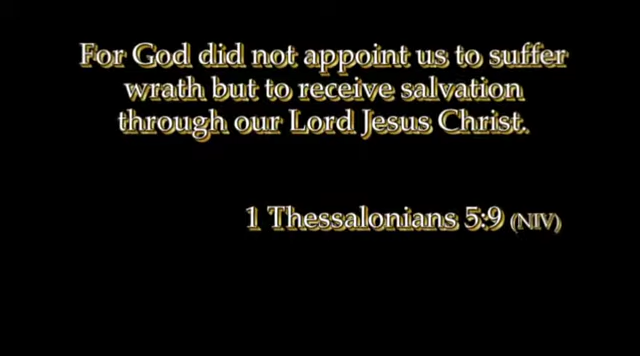 For God did not appoint us to suffer
wrath but to receive salvation
through our Lord Jesus Christ.
1 Thessalonians 5:9 (NIV)